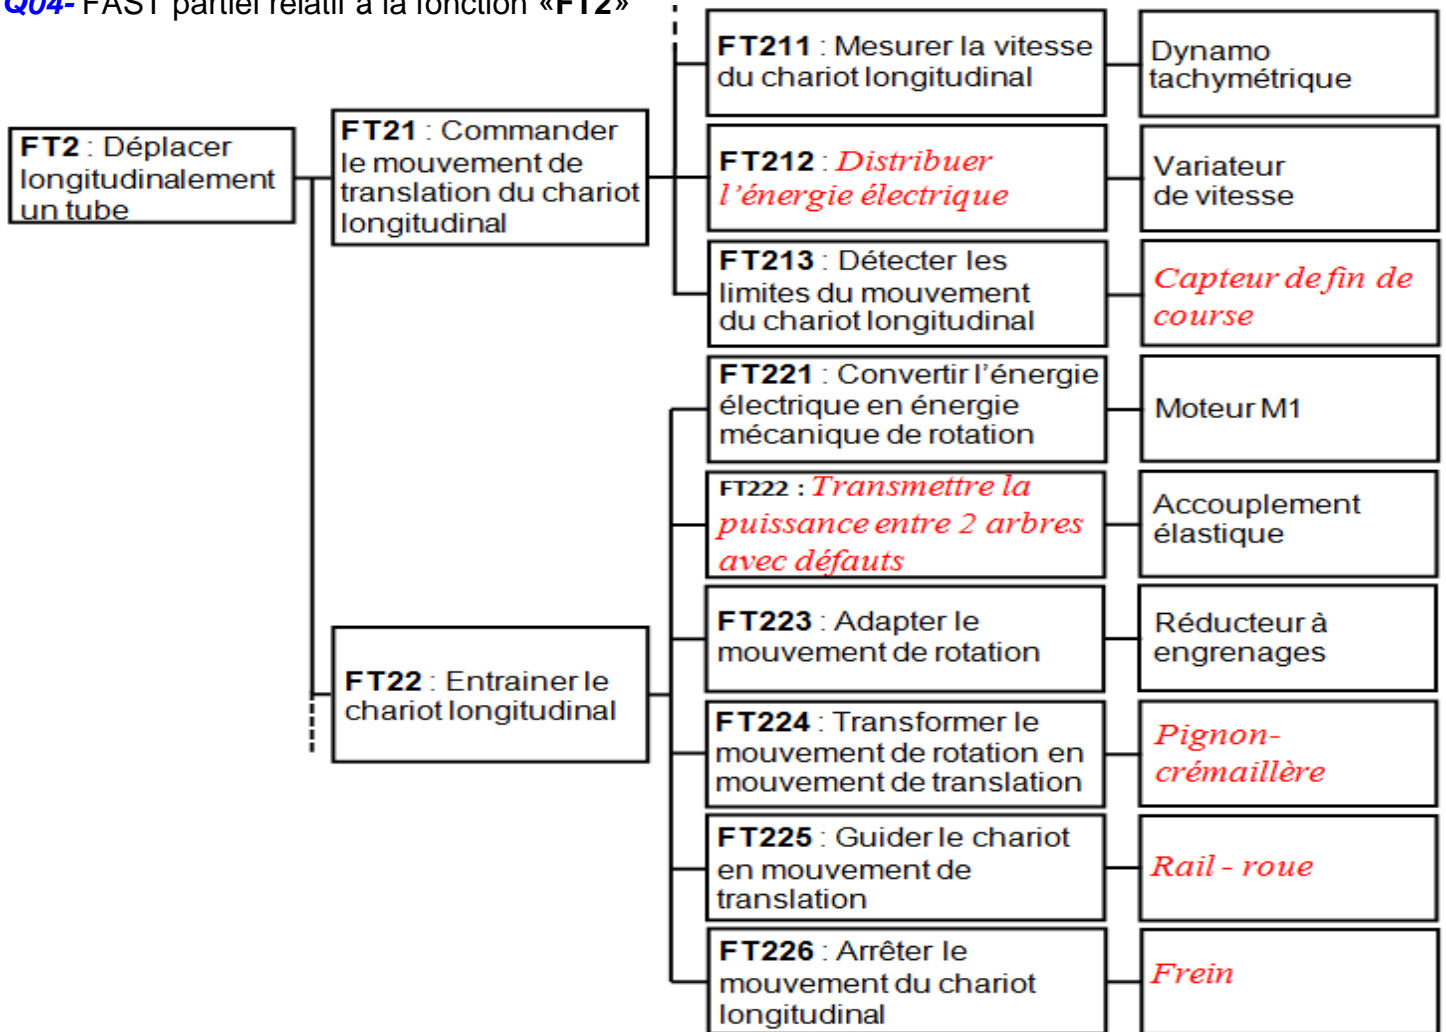 Q04- FAST partiel relatif à la fonction «FT2»
FT2 : Déplacer
longitudinalement
un tube
FT21 : Commander
le mouvement de
translation du chariot
longitudinal
FT211 : Mesurer la vitesse
du chariot longitudinal
Dynamo
tachymétrique
FT212 : Distribuer
l’énergie électrique
Variateur
de vitesse
FT213 : Détecter les
limites du mouvement
du chariot longitudinal
Capteur de fin de
course
FT22 : Entrainer le
chariot longitudinal
FT221 : Convertir l’énergie
électrique en énergie
mécanique de rotation
Moteur M1
FT222 : Transmettre la
puissance entre 2 arbres
avec défauts
Accouplement
élastique
FT223 : Adapter le
mouvement de rotation
Réducteur à
engrenages
FT224 : Transformer le
mouvement de rotation en
mouvement de translation
Pignon-
crémaillère
FT225 : Guider le chariot
en mouvement de
translation
Rail - roue
FT226 : Arrêter le
mouvement du chariot
longitudinal
Frein